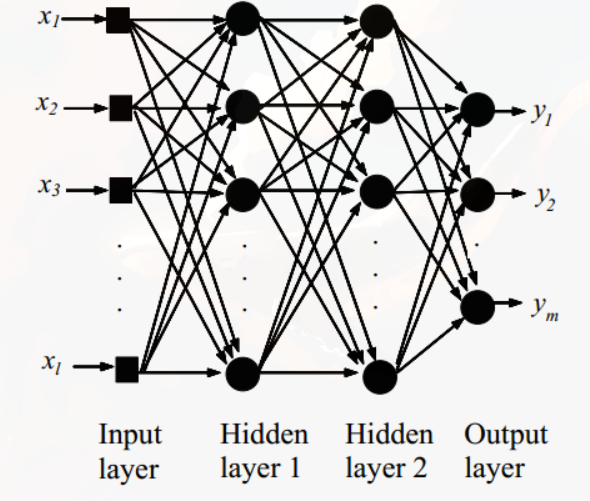 x1
x2
x3
xl
y1
y2
ym
Input layer
Hidden layer 1
Hidden layer 2
Output layer